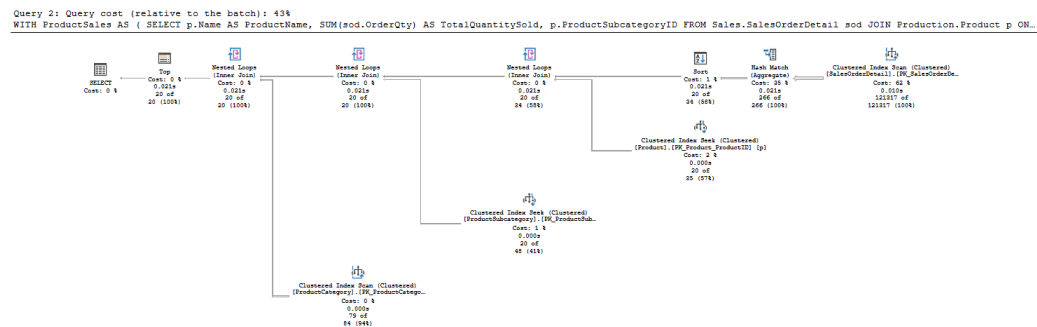 Query 2: Query cost (relative to the batch): 43%
WITH ProductSales AS ( SELECT p.Name AS ProductName, SUM(sod.OrderQty) AS TotalQuantitySold, p.ProductSubcategoryID FROM Sales.SalesOrderDetail sod JOIN Production.Product p ON…
SELECT
Cost: 0 %
Top
Cost: 0 %
0.021s
20 of
20 (100%)
Nested Loops
(Inner Join)
Cost: 0 %
0.021s
20 of
20 (100%)
Nested Loops
(Inner Join)
Cost: 0 %
0.021s
20 of
20 (100%)
Nested Loops
(Inner Join)
Cost: 0 %
0.021s
20 of
34 (58%)
Sort
Cost: 1 %
0.021s
20 of
34 (58%)
Hash Match
(Aggregate)
Cost: 35 %
0.021s
266 of
266 (100%)
Clustered Index Scan (Clustered)
[SalesOrderDetail].[PK_SalesOrderDe…
Cost: 62 %
0.010s
121317 of
121317 (100%)
Clustered Index Seek (Clustered)
[Product].[PK_Product_ProductID] [p]
Cost: 2 %
0.000s
20 of
35 (57%)
Clustered Index Seek (Clustered)
[ProductSubcategory].[PK_ProductSub…
Cost: 1 %
0.000s
20 of
48 (41%)
Clustered Index Scan (Clustered)
[ProductCategory].[PK_ProductCatego…
Cost: 0 %
0.000s
79 of
84 (94%)